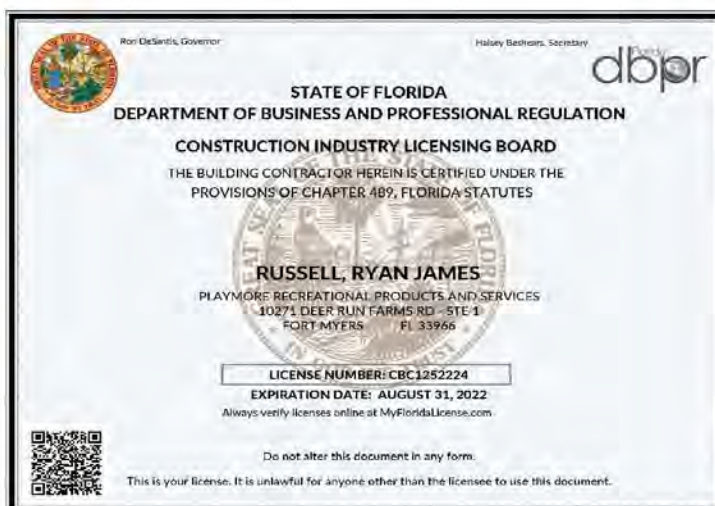 Ron DeSantis, Governor
Halsey Beshears, Secretary
Florida
dbpr
STATE OF FLORIDA
DEPARTMENT OF BUSINESS AND PROFESSIONAL REGULATION
CONSTRUCTION INDUSTRY LICENSING BOARD
THE BUILDING CONTRACTOR HEREIN IS CERTIFIED UNDER THE
PROVISIONS OF CHAPTER 489, FLORIDA STATUTES
RUSSELL, RYAN JAMES
PLAYMORE RECREATIONAL PRODUCTS AND SERVICES
10271 DEER RUN FARMS RD - STE 1
FORT MYERS FL 33966
LICENSE NUMBER: CBC1252224
EXPIRATION DATE: AUGUST 31, 2022
Always verify licenses online at MyFloridaLicense.com
Do not alter this document in any form.
This is your license. It is unlawful for anyone other than the licensee to use this document.